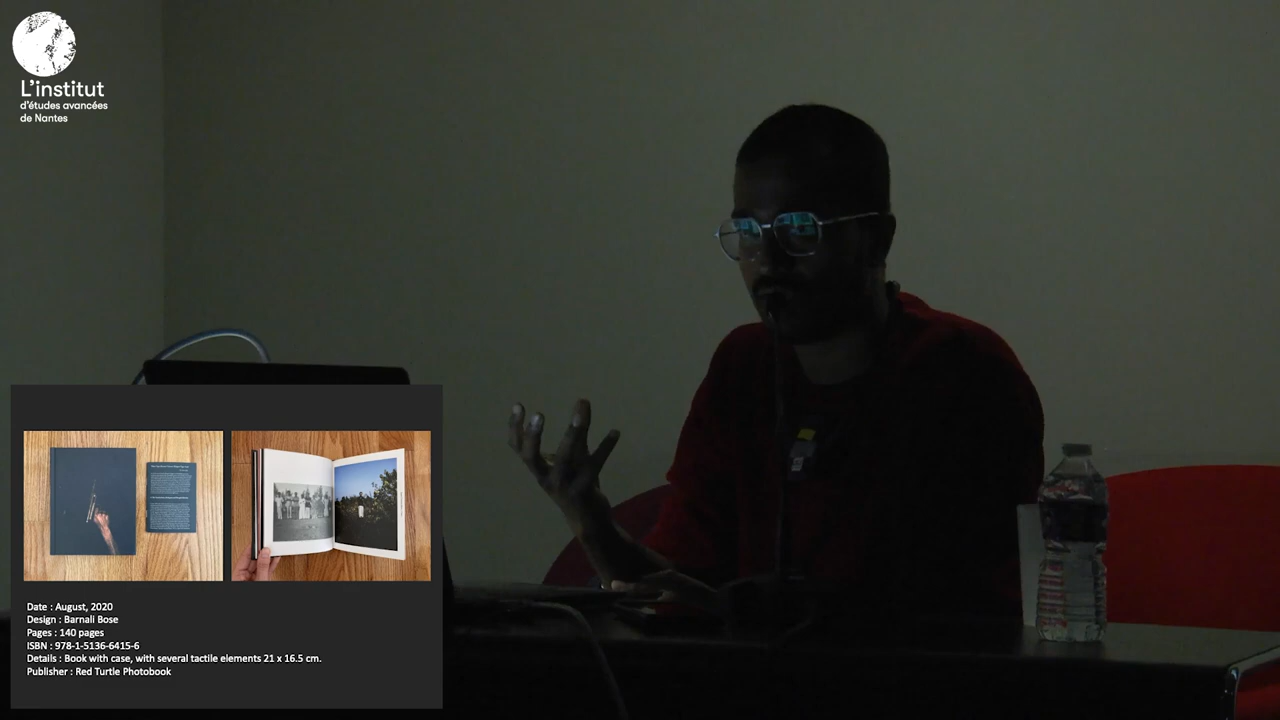 L'institut
d'études avancées
de Nantes
Date : August, 2020
Design : Barnali Bose
Pages : 140 pages
ISBN : 978-1-5136-6415-6
Details : Book with case, with several tactile elements 21 x 16.5 cm.
Publisher : Red Turtle Photobook